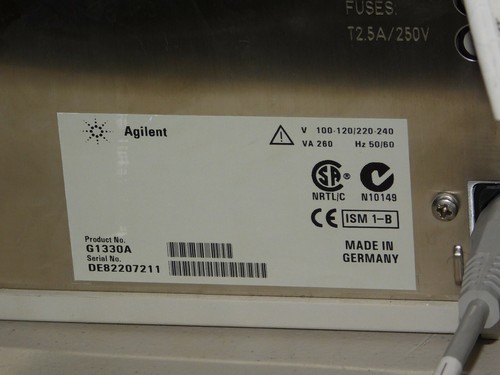 FUSES:
T2.5A/250V
Agilent
V 100-120/220-240
VA 260 Hz 50/60
SA ®
NRTL/C N10149
CE ISM 1-B
Product No.
G1330A
Serial No.
DE82207211
MADE IN
GERMANY